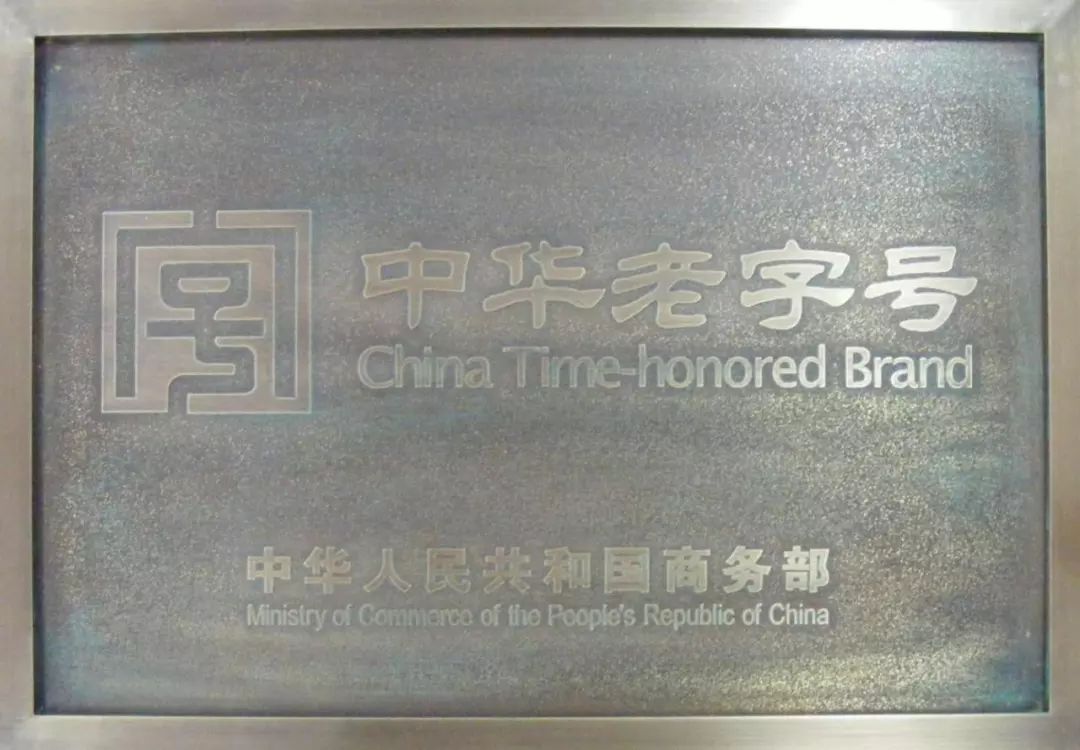 中华老字号
China Time-honored Brand
中华人民共和国商务部
Ministry of Commerce of the People's Republic of China